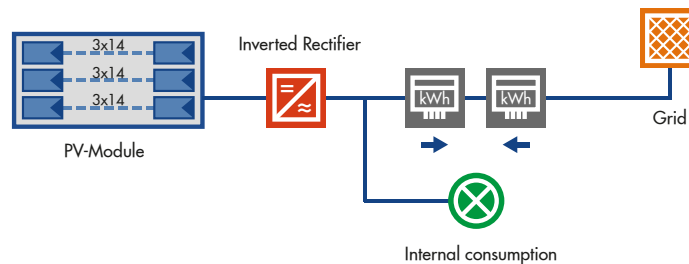 3x14
3x14
3x14
PV-Module
Inverted Rectifier
kWh
kWh
Grid
Internal consumption